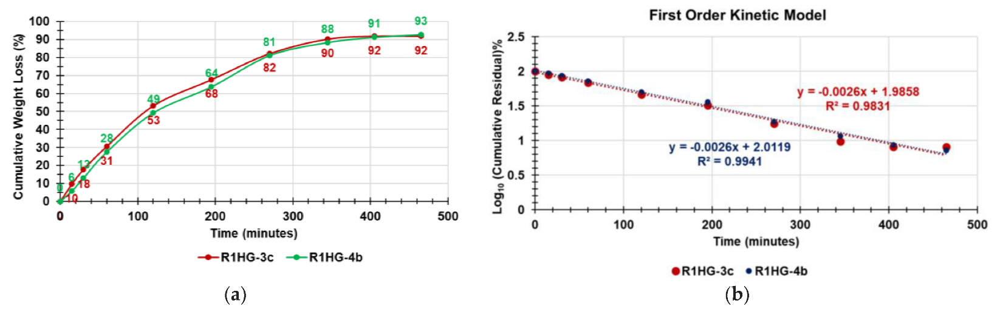 Cumulative Weight Loss (%)
100
90
80
70
60
50
40
30
20
10
0
0 6 13 28 49 64 81 88 91 93
10 18 31 53 68 82 90 92 92
0 100 200 300 400 500
0
Time (minutes)
R1HG-3c R1HG-4b
(a)
First Order Kinetic Model
Log₁₀ (Cumulative Residual)%
2.5
2
1.5
1
0.5
0
y = -0.0026x + 1.9858
R² = 0.9831
y = -0.0026x + 2.0119
R² = 0.9941
0 100 200 300 400 500
Time (minutes)
R1HG-3c R1HG-4b
(b)